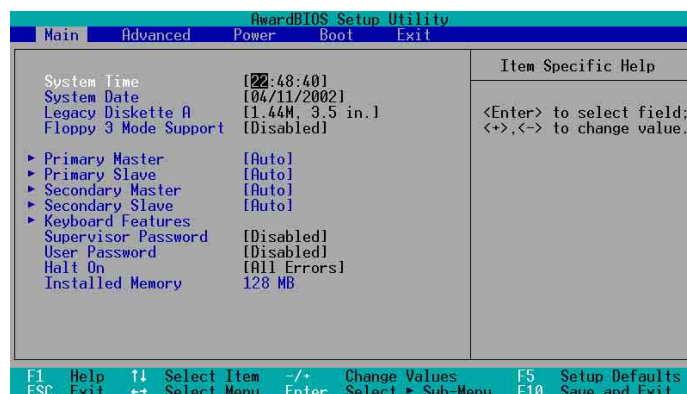 AwardBIOS Setup Utility
Main Advanced Power Boot Exit
Item Specific Help
System Time [22:48:40]
System Date [04/11/2002]
Legacy Diskette A [1.44M, 3.5 in.]
Floppy 3 Mode Support [Disabled]
<Enter> to select field;
<+>,<-> to change value.
▸ Primary Master [Auto]
▸ Primary Slave [Auto]
▸ Secondary Master [Auto]
▸ Secondary Slave [Auto]
▸ Keyboard Features
Supervisor Password [Disabled]
User Password [Disabled]
Halt On [All Errors]
Installed Memory 128 MB
F1 Help ↑↓ Select Item -/+ Change Values F5 Setup Defaults
ESC Exit ←→ Select Menu Enter Select ▸ Sub-Menu F10 Save and Exit